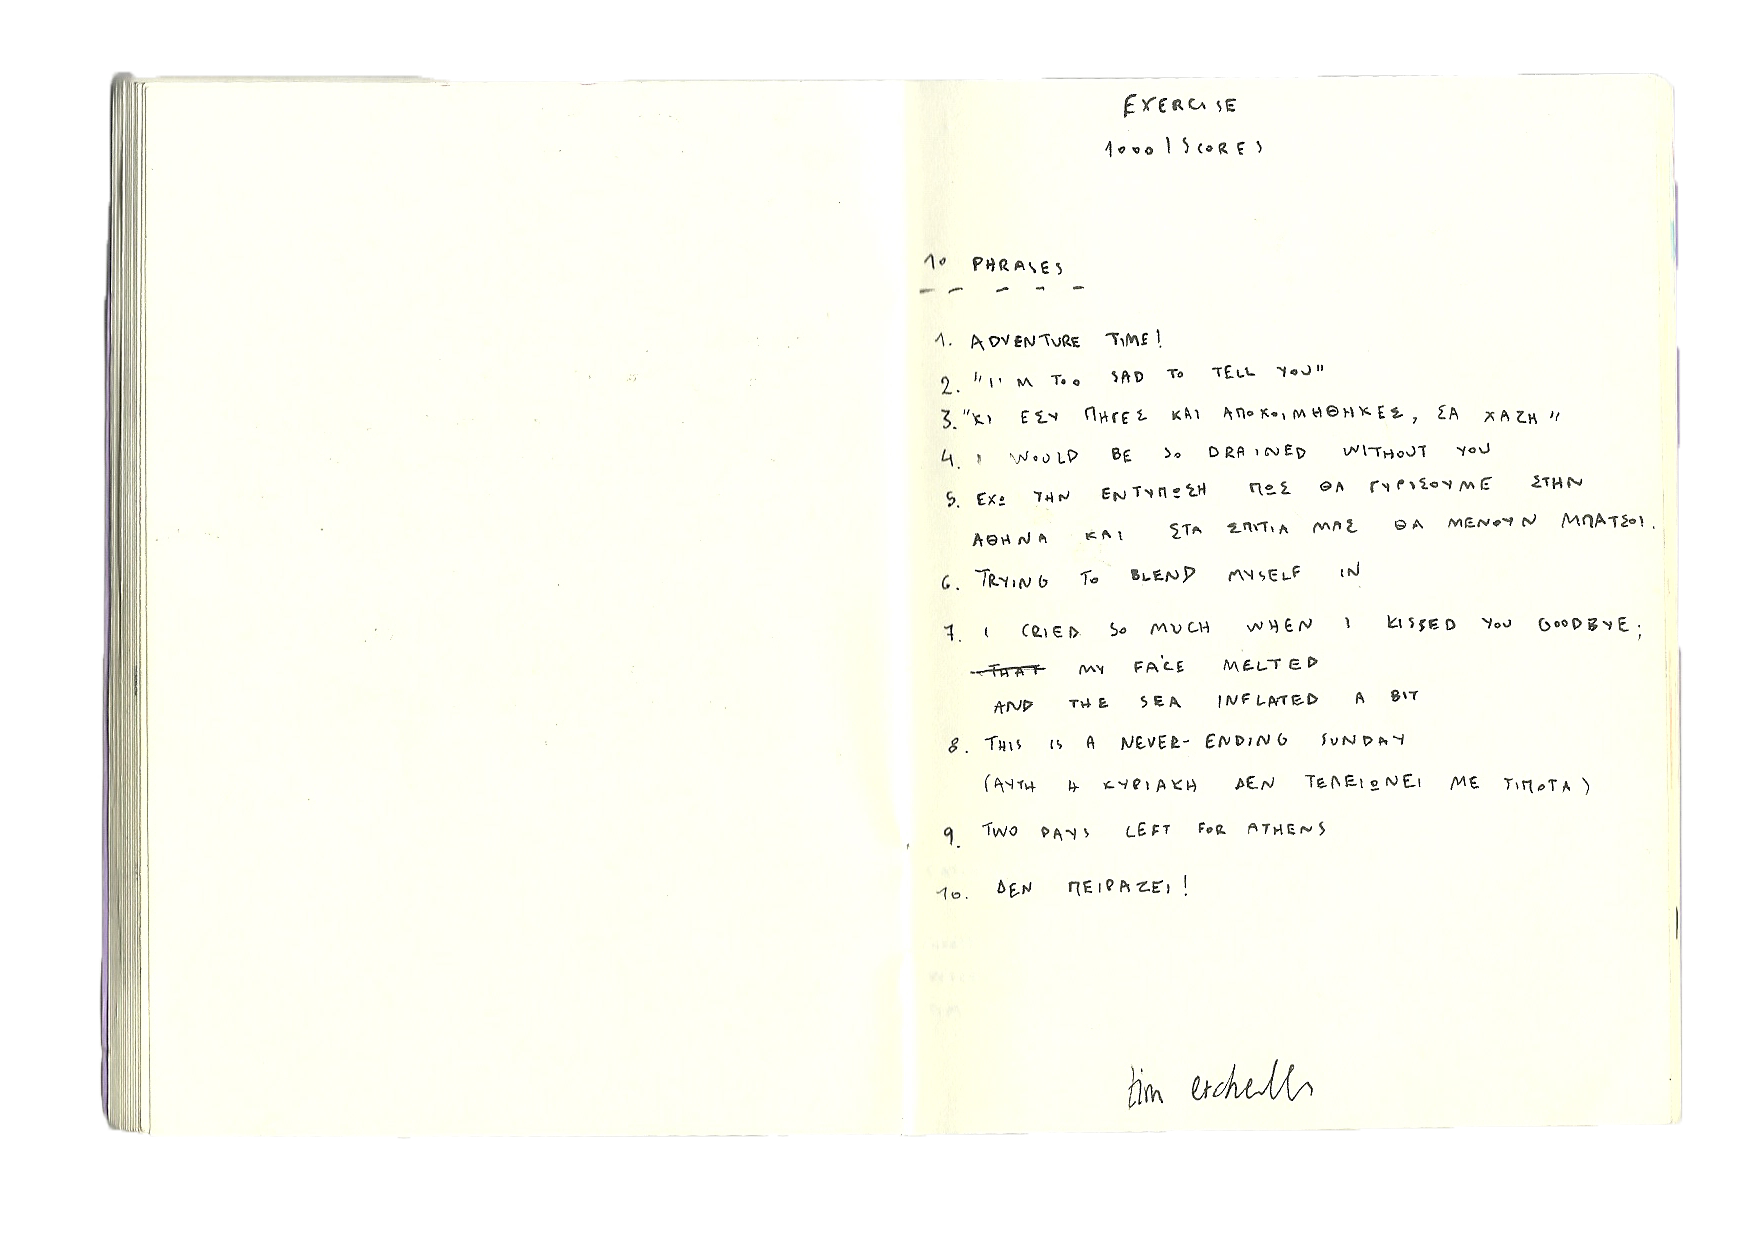 EXERCISE
1000 | SCORES
10 PHRASES
1. ADVENTURE TIME!
2. "I'M TOO SAD TO TELL YOU"
3. "ΚΙ ΕΣΥ ΠΗΓΕΣ ΚΑΙ ΑΠΟΚΟΙΜΗΘΗΚΕΣ, ΣΑ ΧΑΖΗ"
4. I WOULD BE SO DRAINED WITHOUT YOU
5. ΕΧΩ ΤΗΝ ΕΝΤΥΠΩΣΗ ΠΩΣ ΘΑ ΓΥΡΙΣΟΥΜΕ ΣΤΗΝ
ΑΘΗΝΑ ΚΑΙ ΣΤΑ ΣΠΙΤΙΑ ΜΑΣ ΘΑ ΜΕΝΟΥΝ ΜΠΑΤΣΟΙ.
6. TRYING TO BLEND MYSELF IN
7. I CRIED SO MUCH WHEN I KISSED YOU GOODBYE;
THAT MY FACE MELTED
AND THE SEA INFLATED A BIT
8. THIS IS A NEVER-ENDING SUNDAY
(ΑΥΤΗ Η ΚΥΡΙΑΚΗ ΔΕΝ ΤΕΛΕΙΩΝΕΙ ΜΕ ΤΙΠΟΤΑ)
9. TWO DAYS LEFT FOR ATHENS
10. ΔΕΝ ΠΕΙΡΑΖΕΙ!
tim etchells